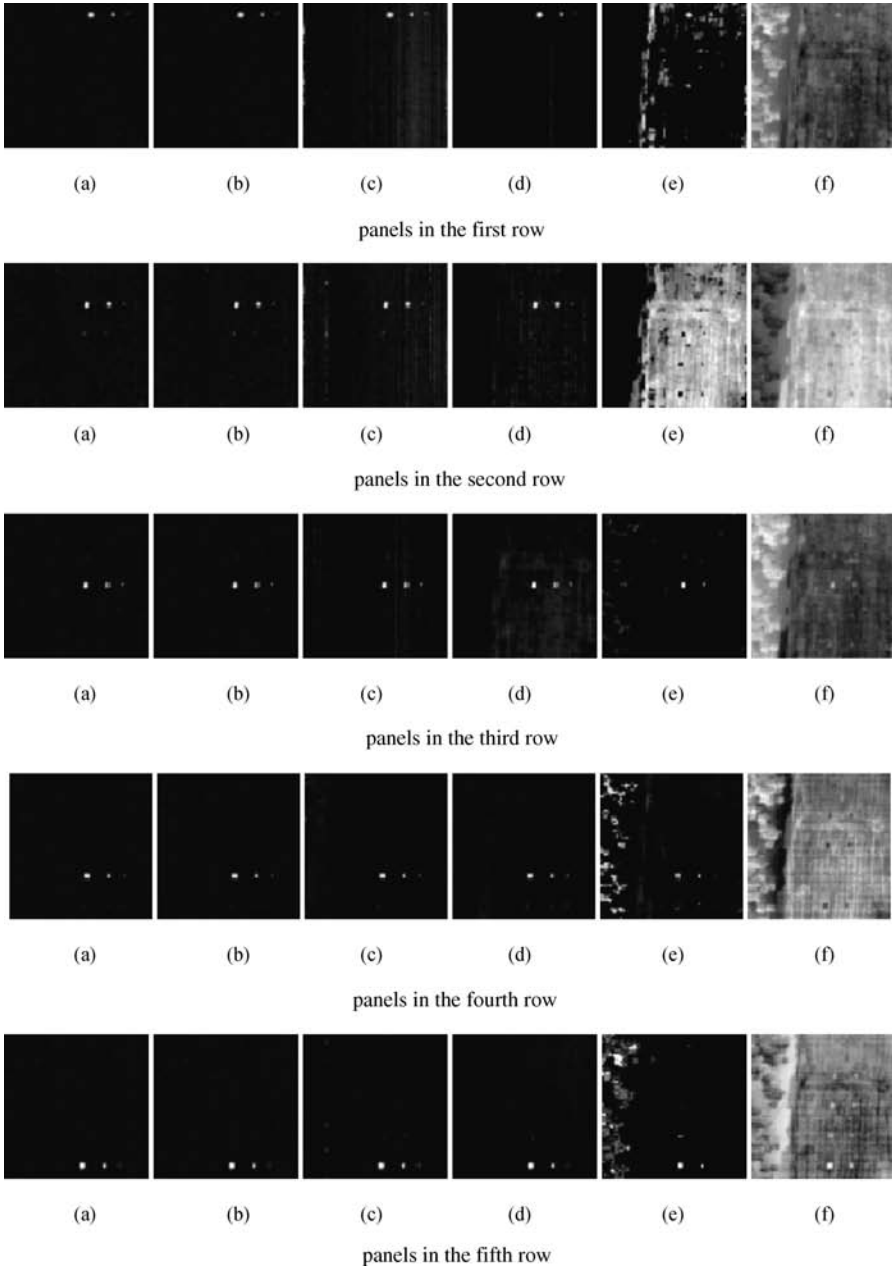 (a) (b) (c) (d) (e) (f)
panels in the first row
(a) (b) (c) (d) (e) (f)
panels in the second row
(a) (b) (c) (d) (e) (f)
panels in the third row
(a) (b) (c) (d) (e) (f)
panels in the fourth row
(a) (b) (c) (d) (e) (f)
panels in the fifth row